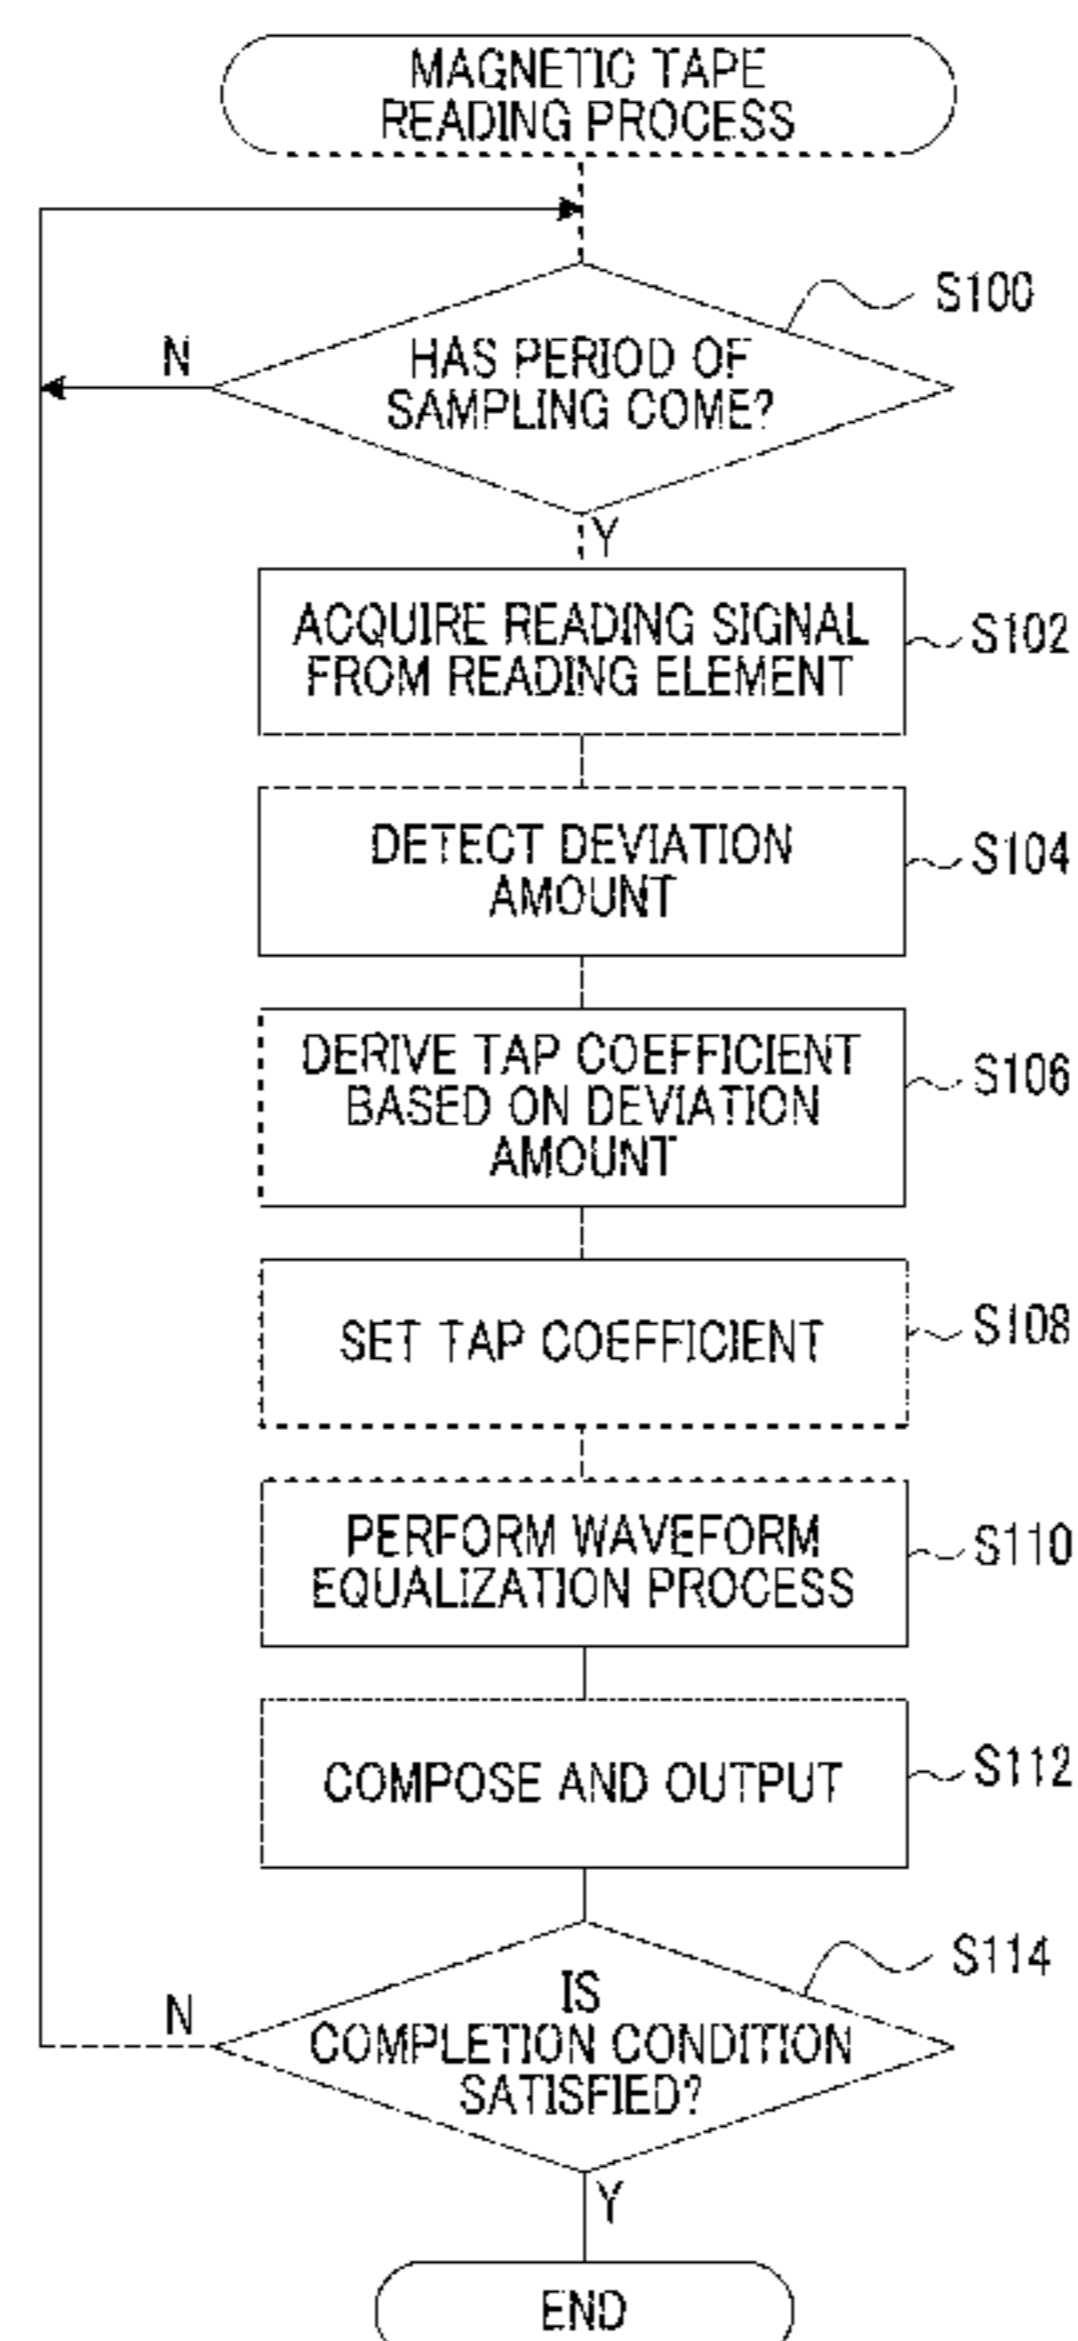 MAGNETIC TAPE
READING PROCESS
S100
HAS PERIOD OF
SAMPLING COME?
N
Y
ACQUIRE READING SIGNAL
FROM READING ELEMENT
S102
DETECT DEVIATION
AMOUNT
S104
DERIVE TAP COEFFICIENT
BASED ON DEVIATION
AMOUNT
S106
SET TAP COEFFICIENT
S108
PERFORM WAVEFORM
EQUALIZATION PROCESS
S110
COMPOSE AND OUTPUT
S112
S114
IS
COMPLETION CONDITION
SATISFIED?
N
Y
END